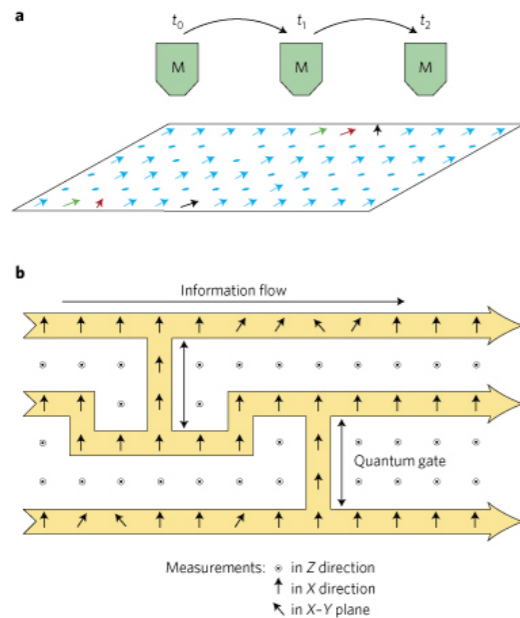 a
t0 t1 t2
M M M
b
Information flow
Quantum gate
Measurements: ⊙ in Z direction
↑ in X direction
↖ in X–Y plane